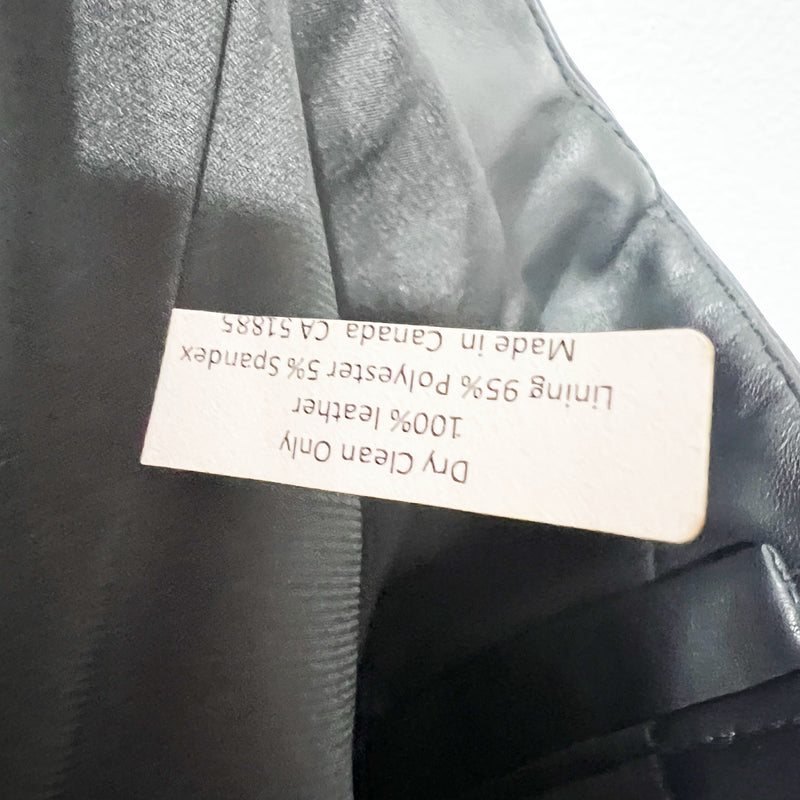 Dry Clean Only
100% leather
Lining 95% Polyester 5% Spandex
Made in Canada CA 51885